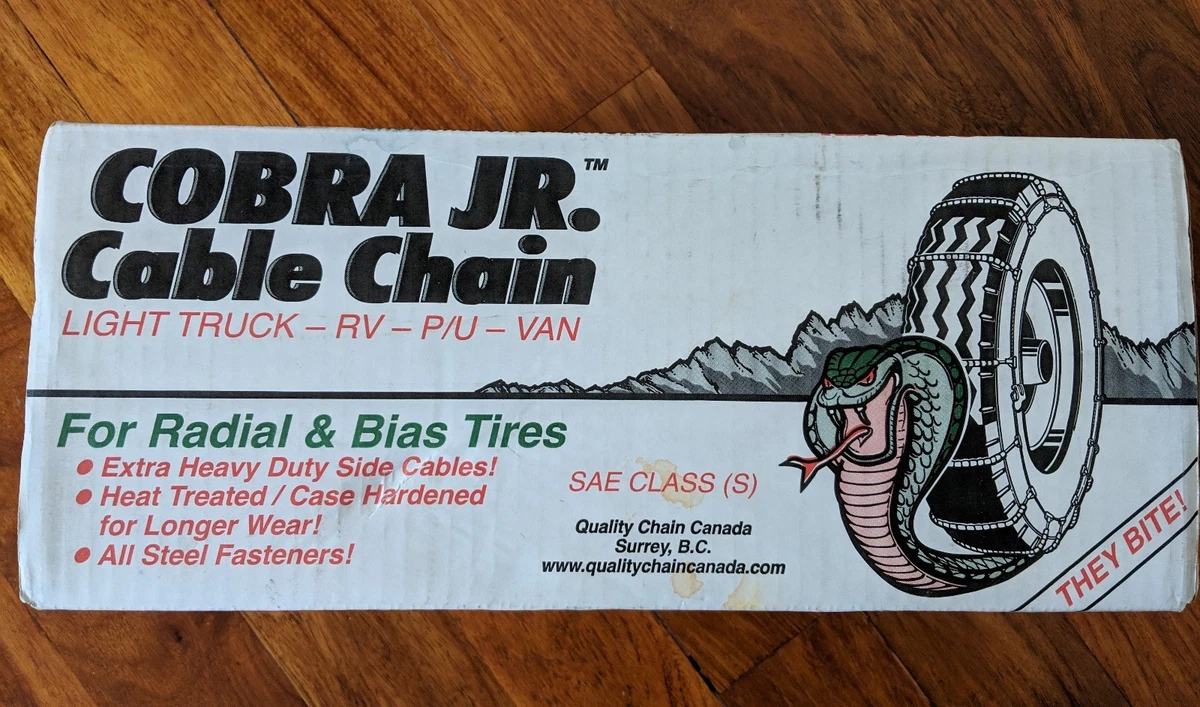 COBRA JR.™
Cable Chain
LIGHT TRUCK – RV – P/U – VAN
For Radial & Bias Tires
• Extra Heavy Duty Side Cables!
• Heat Treated / Case Hardened
for Longer Wear!
• All Steel Fasteners!
SAE CLASS (S)
Quality Chain Canada
Surrey, B.C.
www.qualitychaincanada.com
THEY BITE!